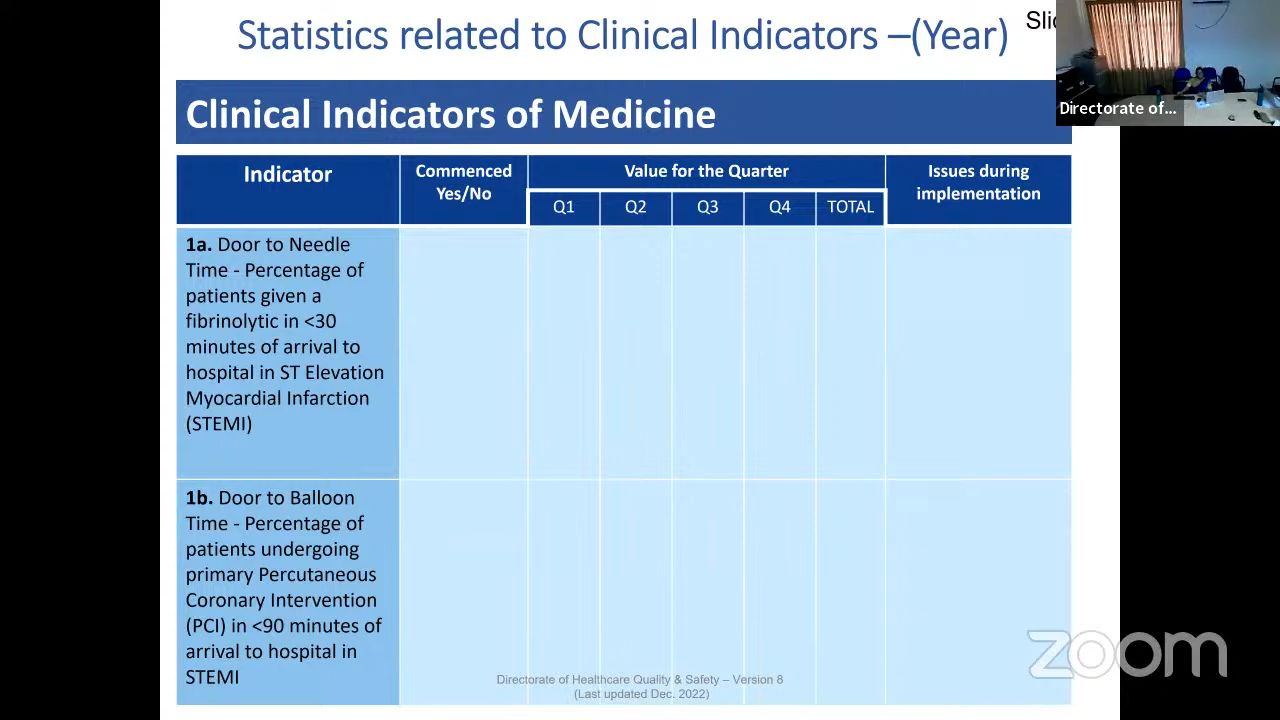 Statistics related to Clinical Indicators –(Year)
Directorate of...
Clinical Indicators of Medicine
Indicator
Commenced
Yes/No
Value for the Quarter
Q1 Q2 Q3 Q4 TOTAL
Issues during
implementation
1a. Door to Needle
Time - Percentage of
patients given a
fibrinolytic in <30
minutes of arrival to
hospital in ST Elevation
Myocardial Infarction
(STEMI)
1b. Door to Balloon
Time - Percentage of
patients undergoing
primary Percutaneous
Coronary Intervention
(PCI) in <90 minutes of
arrival to hospital in
STEMI
Directorate of Healthcare Quality & Safety – Version 8
(Last updated Dec. 2022)
zoom